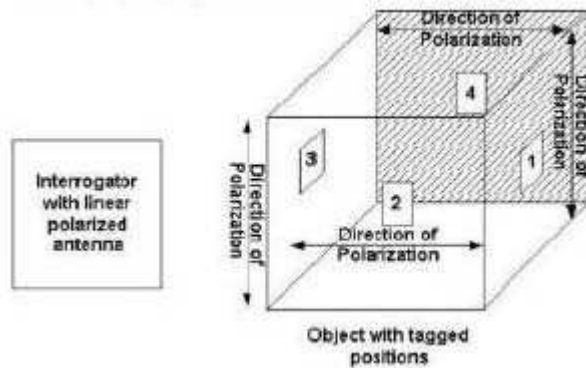 Direction of
Polarization
4
Direction of
Polarization
1
3
Direction of
Polarization
2
Direction of
Polarization
Interrogator
with linear
polarized
antenna
Object with tagged
positions